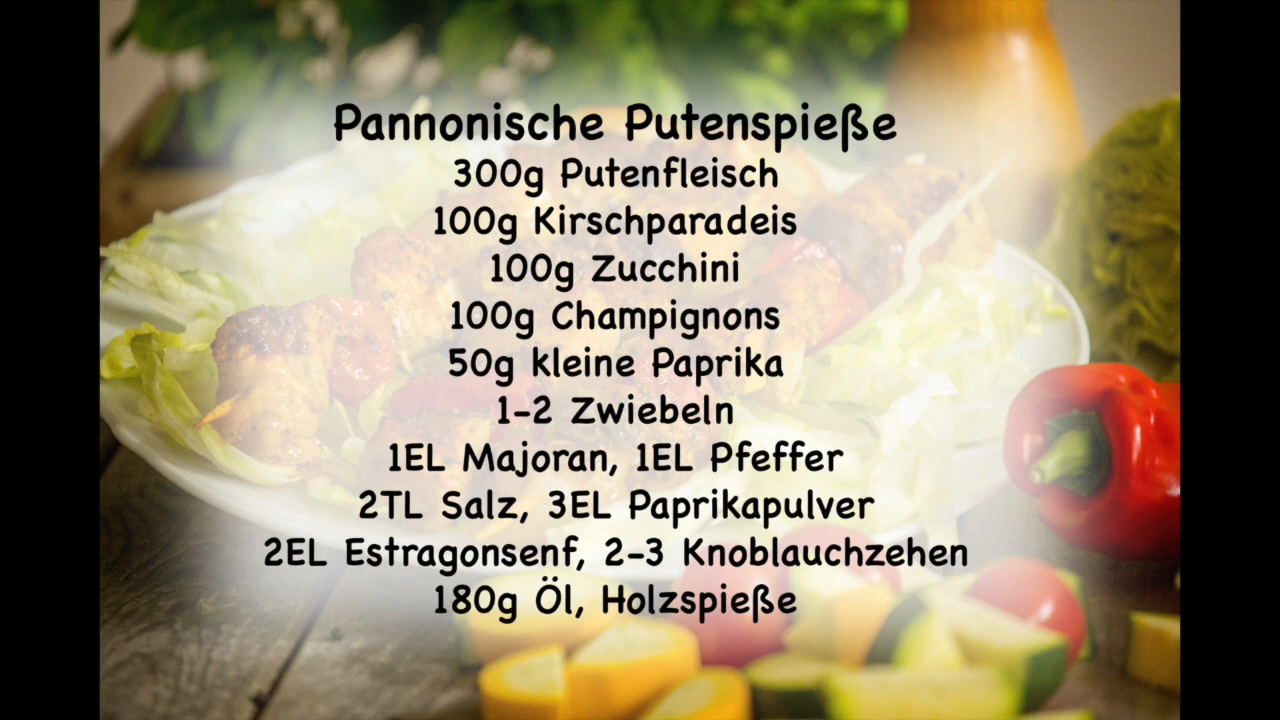 Pannonische Putenspieße
300g Putenfleisch
100g Kirschparadeis
100g Zucchini
100g Champignons
50g kleine Paprika
1-2 Zwiebeln
1EL Majoran, 1EL Pfeffer
2TL Salz, 3EL Paprikapulver
2EL Estragonsenf, 2-3 Knoblauchzehen
180g Öl, Holzspieße